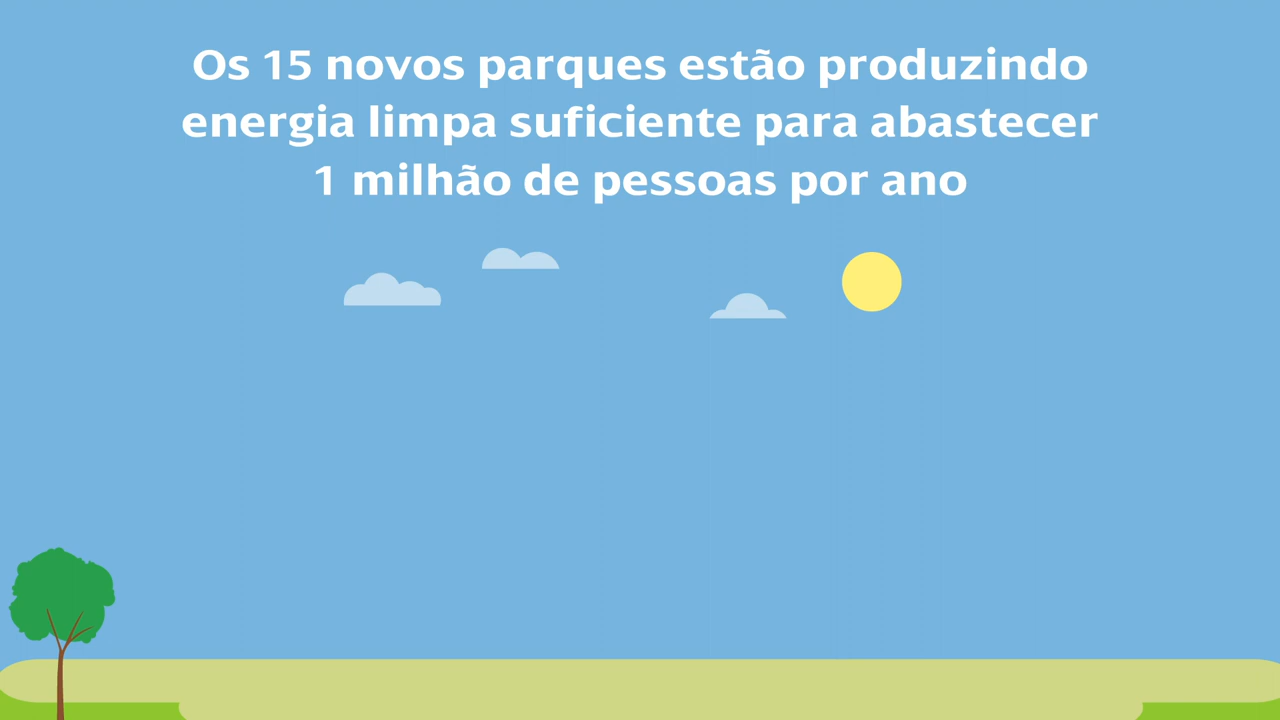 Os 15 novos parques estão produzindo
energia limpa suficiente para abastecer
1 milhão de pessoas por ano